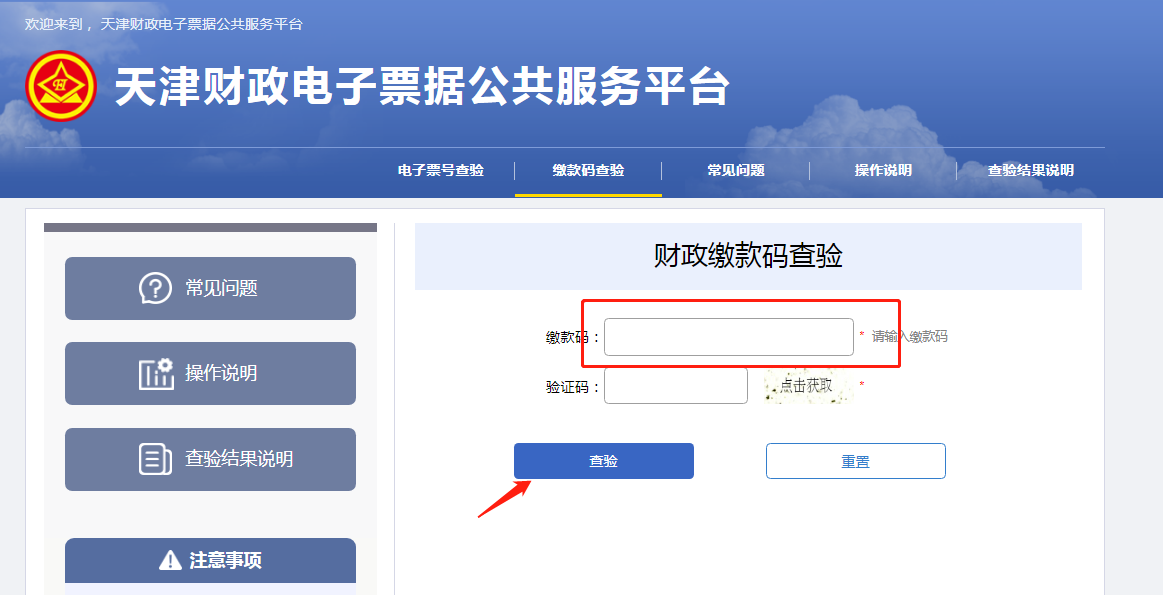 欢迎来到，天津财政电子票据公共服务平台
天津财政电子票据公共服务平台
电子票号查验
缴款码查验
常见问题
操作说明
查验结果说明
常见问题
操作说明
查验结果说明
注意事项
财政缴款码查验
缴款码： * 请输入缴款码
验证码： 点击获取 *
查验
重置